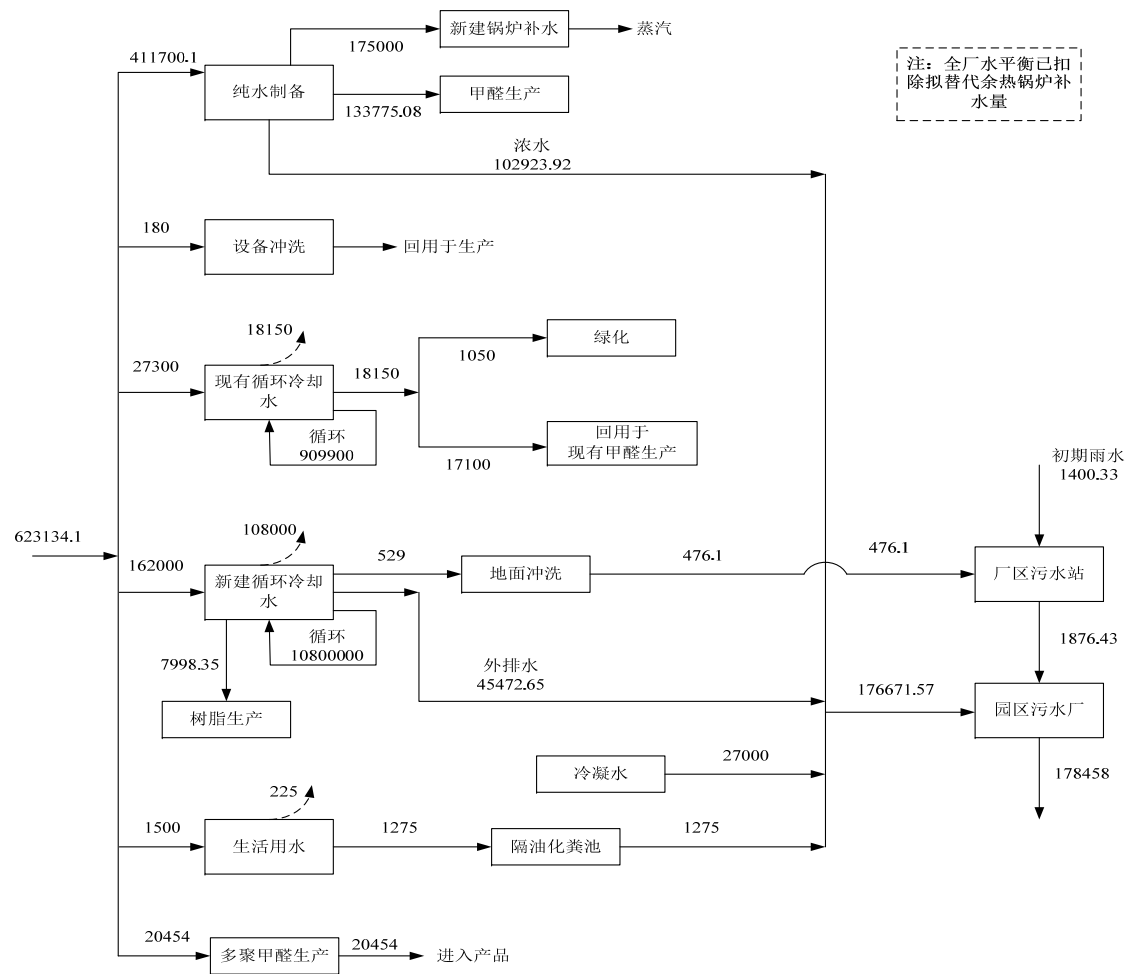 新建锅炉补水
蒸汽
175000
411700.1
纯水制备
133775.08
甲醛生产
注：全厂水平衡已扣
除拟替代余热锅炉补
水量
浓水
102923.92
180
设备冲洗
回用于生产
18150
27300
现有循环冷却
水
18150
1050
绿化
循环
909900
17100
回用于
现有甲醛生产
初期雨水
1400.33
623134.1
108000
162000
新建循环冷却
水
529
地面冲洗
476.1
476.1
厂区污水站
循环
10800000
7998.35
树脂生产
外排水
45472.65
1876.43
176671.57
园区污水厂
冷凝水
27000
178458
225
1500
生活用水
1275
隔油化粪池
1275
20454
多聚甲醛生产
20454
进入产品